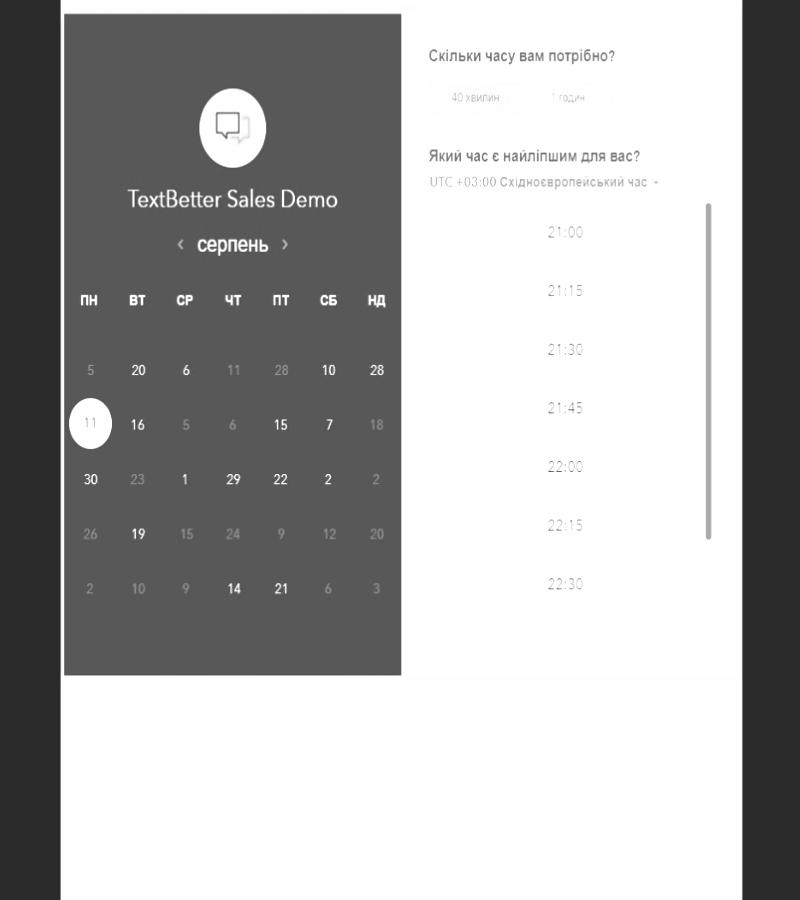 TextBetter Sales Demo
‹ серпень ›
ПН ВТ СР ЧТ ПТ СБ НД
5 20 6 11 28 10 28
11 16 5 6 15 7 18
30 23 1 29 22 2 2
26 19 15 24 9 12 20
2 10 9 14 21 6 3
Скільки часу вам потрібно?
40 хвилин 1 годин
Який час є найліпшим для вас?
UTC +03:00 Східноєвропейський час
21:00
21:15
21:30
21:45
22:00
22:15
22:30